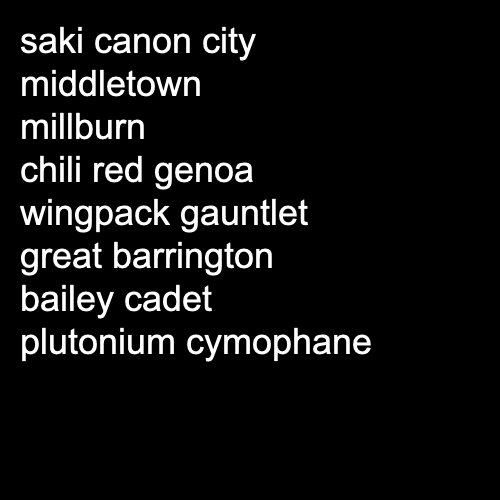 saki canon city
middletown
millburn
chili red genoa
wingpack gauntlet
great barrington
bailey cadet
plutonium cymophane